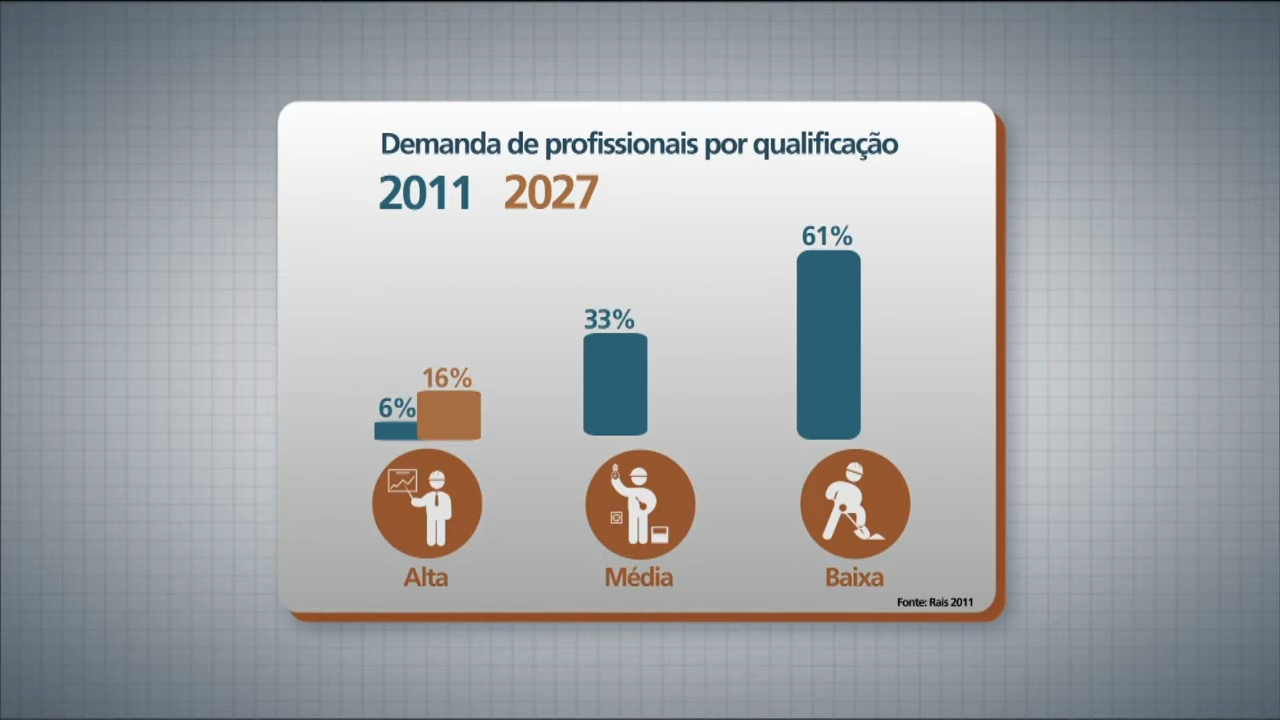 Demanda de profissionais por qualificação
2011 2027
61%
33%
16%
6%
Alta Média Baixa
Fonte: Rais 2011